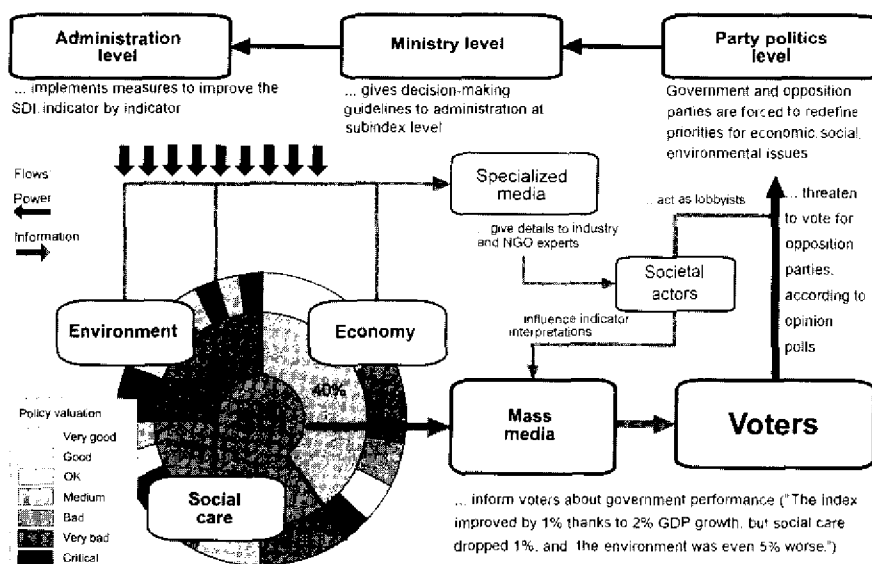 Administration
level
Ministry level
Party politics
level
... implements measures to improve the
SDI, indicator by indicator
... gives decision-making
guidelines to administration at
subindex level
Government and opposition
parties are forced to redefine
priorities for economic, social,
environmental issues
Flows
Power
Information
Specialized
media
...give details to industry
and NGO experts
...act as lobbyists
Societal
actors
... threaten
to vote for
opposition
parties,
according to
opinion
polls
influence indicator
interpretations
Environment
Economy
40%
Social
care
Mass
media
Voters
Policy valuation
Very good
Good
OK
Medium
Bad
Very bad
Critical
... inform voters about government performance ("The index
improved by 1% thanks to 2% GDP growth, but social care
dropped 1%, and the environment was even 5% worse.")